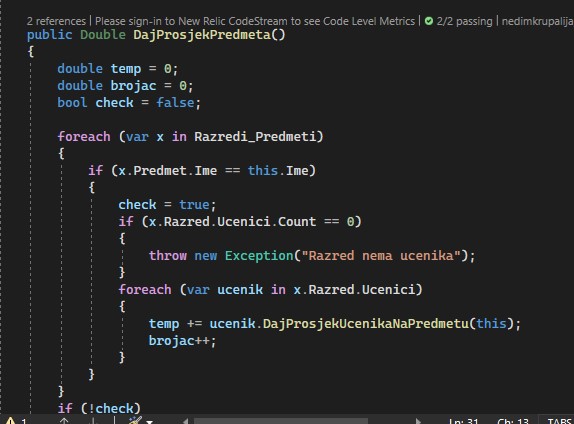 2 references | Please sign-in to New Relic CodeStream to see Code Level Metrics | 2/2 passing | nedimkrupalija
public Double DajProsjekPredmeta()
{
    double temp = 0;
    double brojac = 0;
    bool check = false;

    foreach (var x in Razredi_Predmeti)
    {
        if (x.Predmet.Ime == this.Ime)
        {
            check = true;
            if (x.Razred.Ucenici.Count == 0)
            {
                throw new Exception("Razred nema ucenika");
            }
            foreach (var ucenik in x.Razred.Ucenici)
            {
                temp += ucenik.DajProsjekUcenikaNaPredmetu(this);
                brojac++;
            }
        }
    }
    if (!check)
1 Ln: 31 Ch: 13 TABS